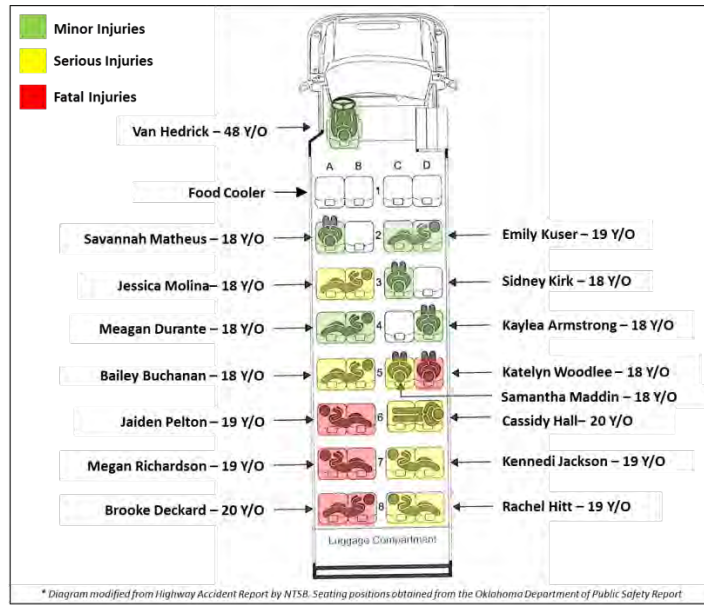 Minor Injuries
Serious Injuries
Fatal Injuries
Van Hedrick – 48 Y/O
A B C D
Food Cooler
1
Savannah Matheus – 18 Y/O
2
Emily Kuser – 19 Y/O
Jessica Molina– 18 Y/O
3
Sidney Kirk – 18 Y/O
Meagan Durante – 18 Y/O
4
Kaylea Armstrong – 18 Y/O
Bailey Buchanan – 18 Y/O
5
Katelyn Woodlee – 18 Y/O
Samantha Maddin – 18 Y/O
Jaiden Pelton – 19 Y/O
6
Cassidy Hall– 20 Y/O
Megan Richardson – 19 Y/O
7
Kennedi Jackson – 19 Y/O
Brooke Deckard – 20 Y/O
8
Rachel Hitt – 19 Y/O
Luggage Compartment
* Diagram modified from Highway Accident Report by NTSB. Seating positions obtained from the Oklahoma Department of Public Safety Report